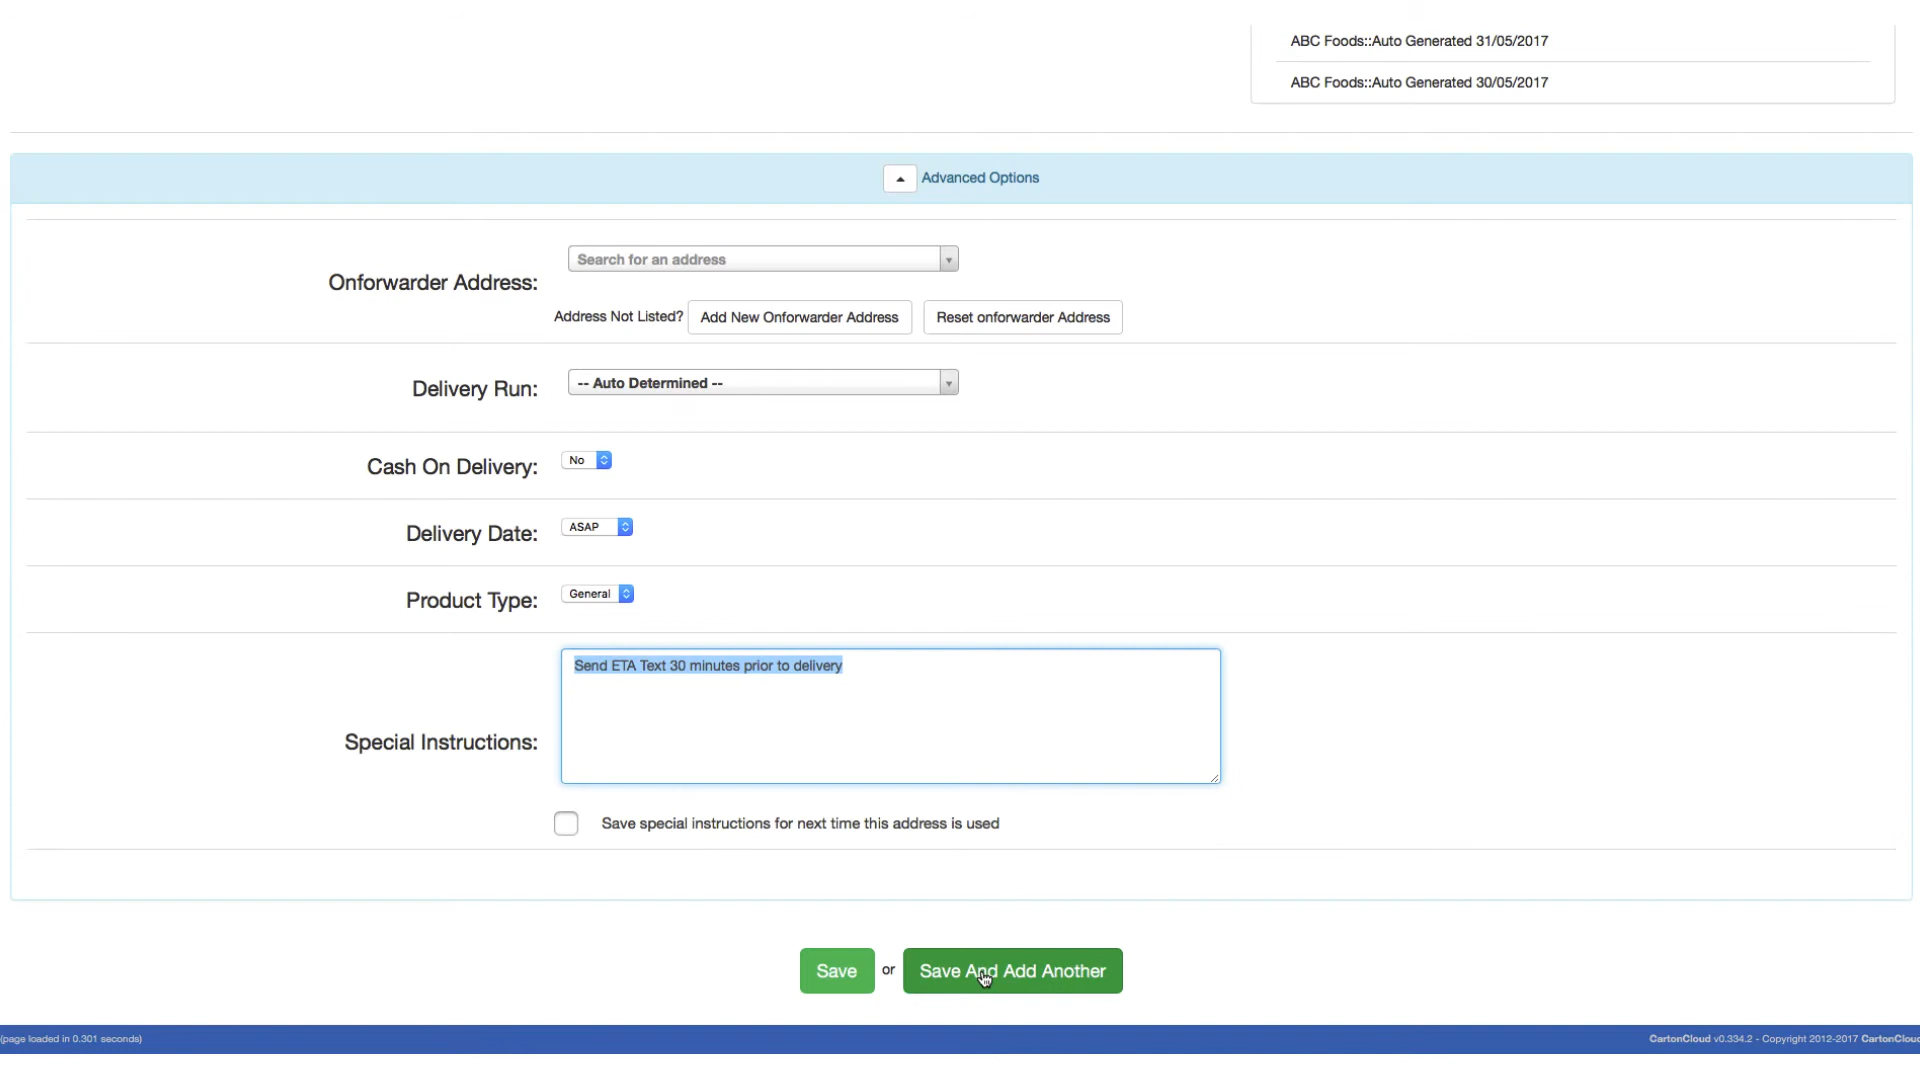 ABC Foods::Auto Generated 31/05/2017
ABC Foods::Auto Generated 30/05/2017
Advanced Options
Onforwarder Address:
Search for an address
Address Not Listed? Add New Onforwarder Address Reset onforwarder Address
Delivery Run: -- Auto Determined --
Cash On Delivery: No
Delivery Date: ASAP
Product Type: General
Send ETA Text 30 minutes prior to delivery
Special Instructions:
Save special instructions for next time this address is used
Save or Save And Add Another
(page loaded in 0.301 seconds) CartonCloud v0.334.2 - Copyright 2012-2017 CartonCloud